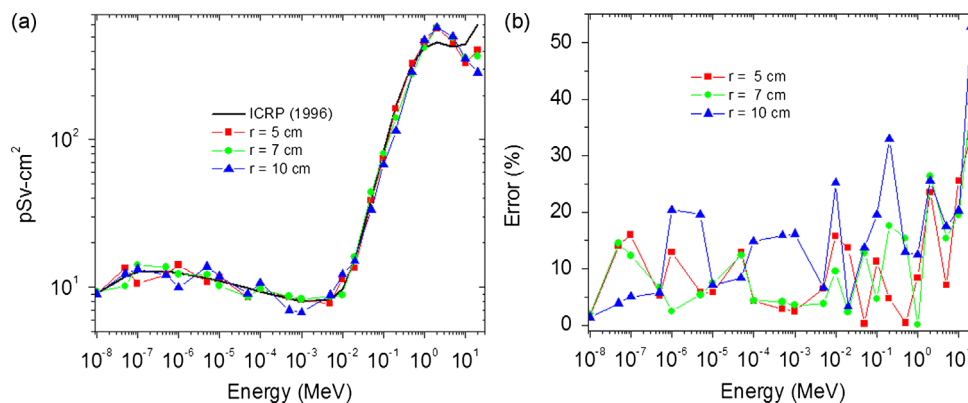 (a)
ICRP (1996)
r = 5 cm
r = 7 cm
r = 10 cm
pSv-cm²
10²
10¹
10⁻⁸ 10⁻⁷ 10⁻⁶ 10⁻⁵ 10⁻⁴ 10⁻³ 10⁻² 10⁻¹ 10⁰ 10¹
Energy (MeV)
(b)
r = 5 cm
r = 7 cm
r = 10 cm
Error (%)
50
40
30
20
10
0
10⁻⁸ 10⁻⁷ 10⁻⁶ 10⁻⁵ 10⁻⁴ 10⁻³ 10⁻² 10⁻¹ 10⁰ 10¹
Energy (MeV)